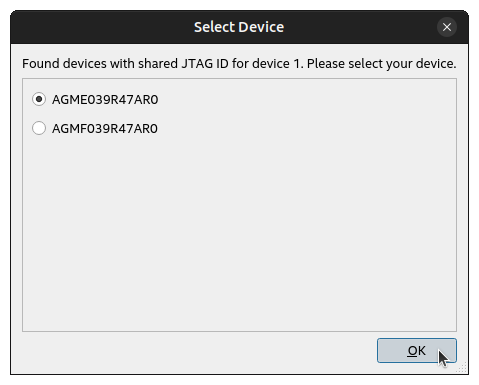 Select Device
Found devices with shared JTAG ID for device 1. Please select your device.
AGME039R47AR0
AGMF039R47AR0
OK